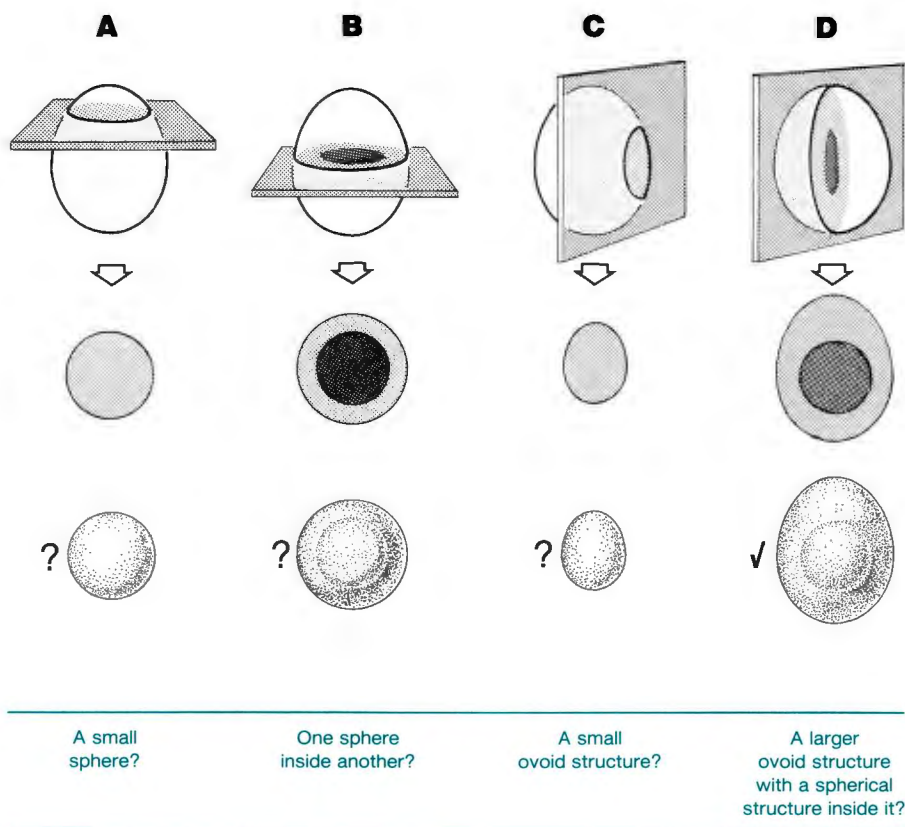 A B C D
? ? ? √
A small
sphere?
One sphere
inside another?
A small
ovoid structure?
A larger
ovoid structure
with a spherical
structure inside it?